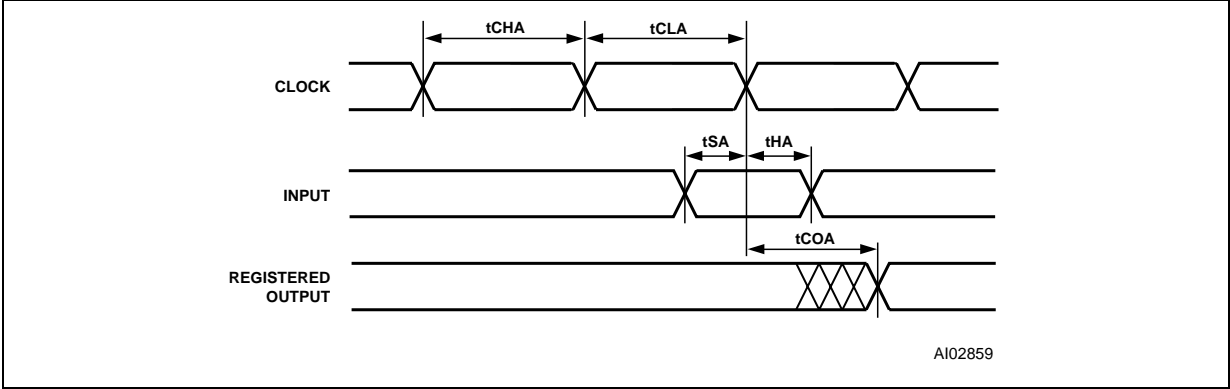 tCHA
tCLA
CLOCK
tSA
tHA
INPUT
tCOA
REGISTERED
OUTPUT
AI02859